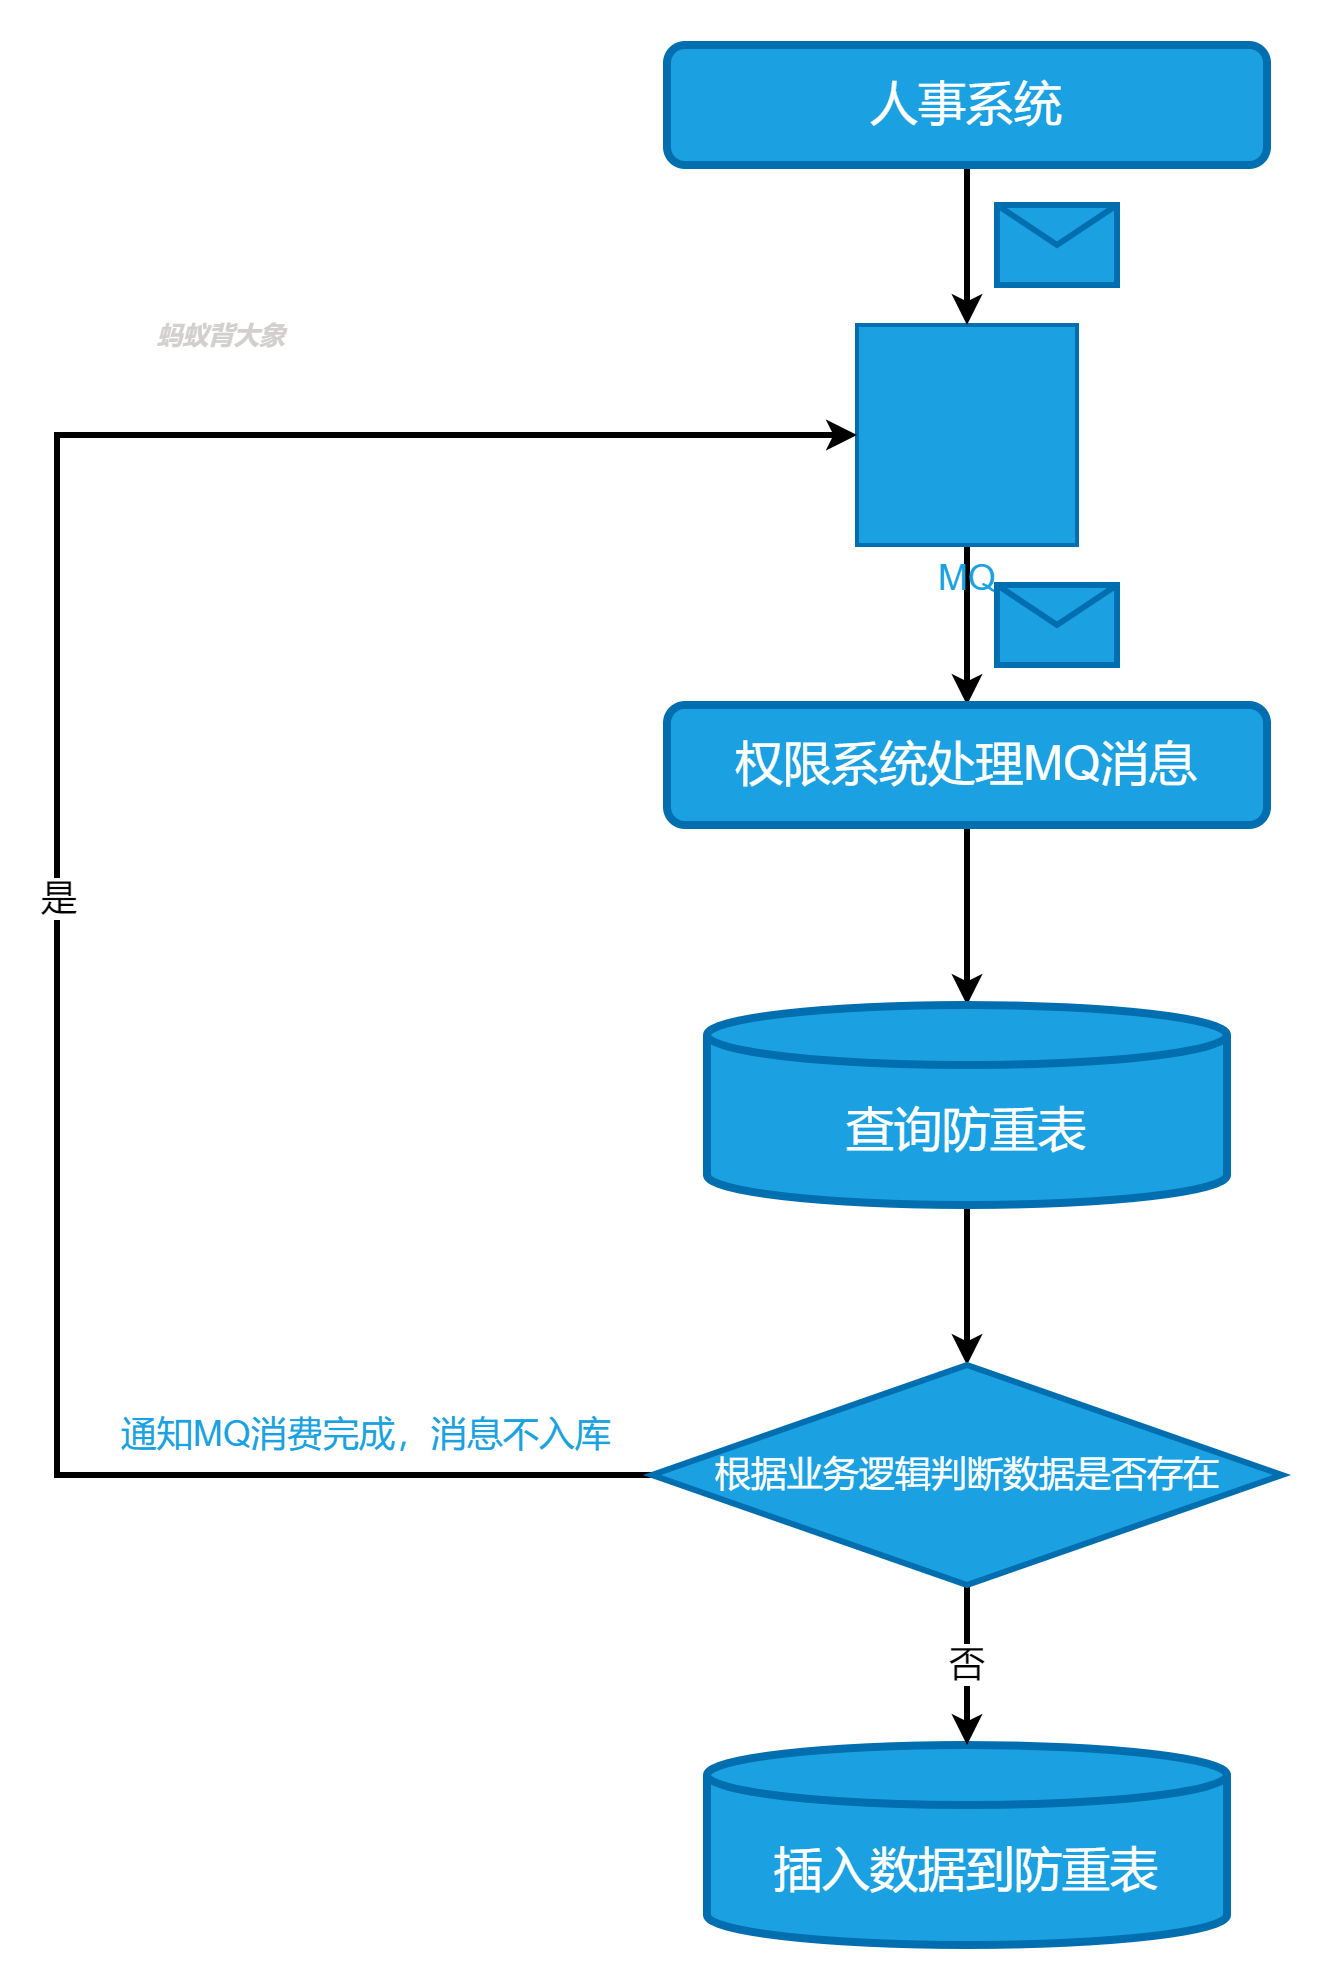 人事系统
蚂蚁背大象
MQ
权限系统处理MQ消息
是
查询防重表
通知MQ消费完成，消息不入库
根据业务逻辑判断数据是否存在
否
插入数据到防重表